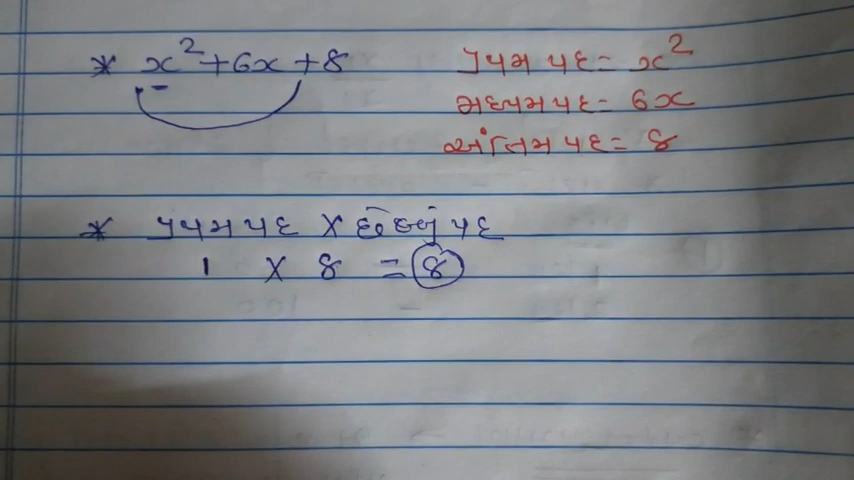 * x² + 6x + 8
પ્રથમ પદ = x²
મધ્યમ પદ = 6x
અંતિમ પદ = 8
* પ્રથમ પદ X છેલ્લું પદ
1 X 8 = 8